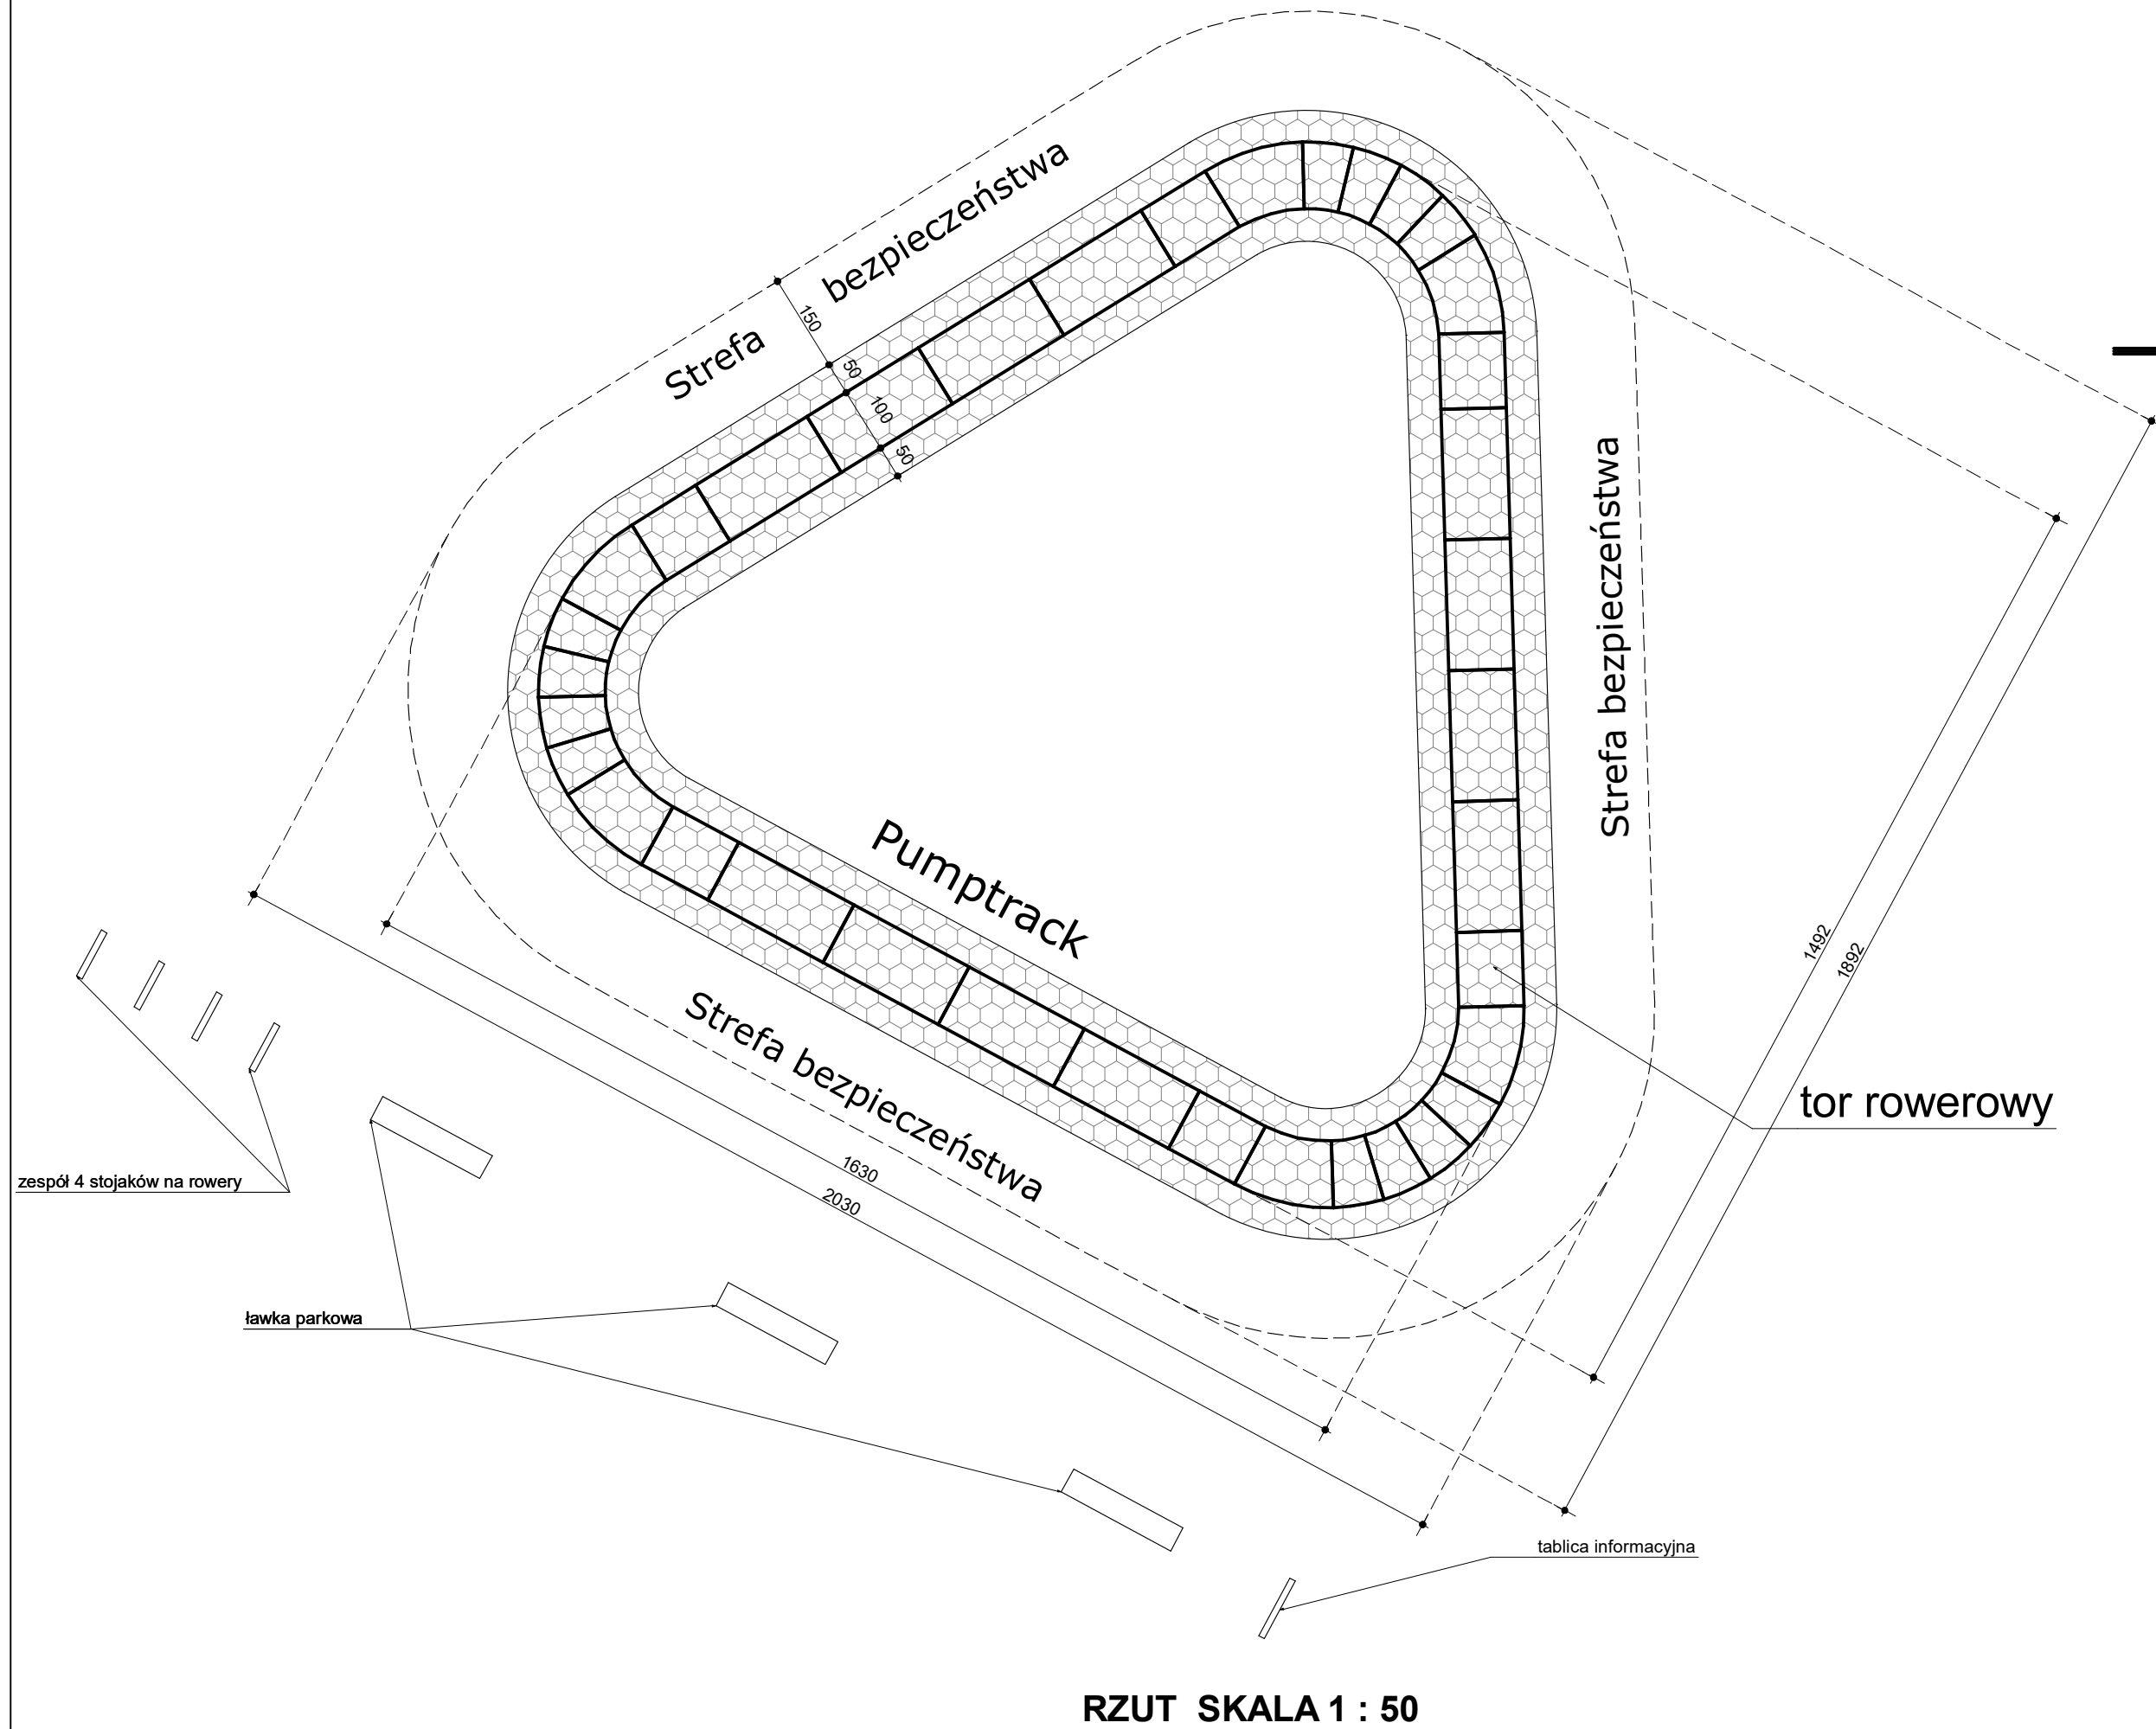 Strefa bezpieczeństwa
150
50
100
50
Strefa bezpieczeństwa
Pumptrack
Strefa bezpieczeństwa
1492
1892
tor rowerowy
1630
2030
zespół 4 stojaków na rowery
ławka parkowa
tablica informacyjna
RZUT SKALA 1 : 50